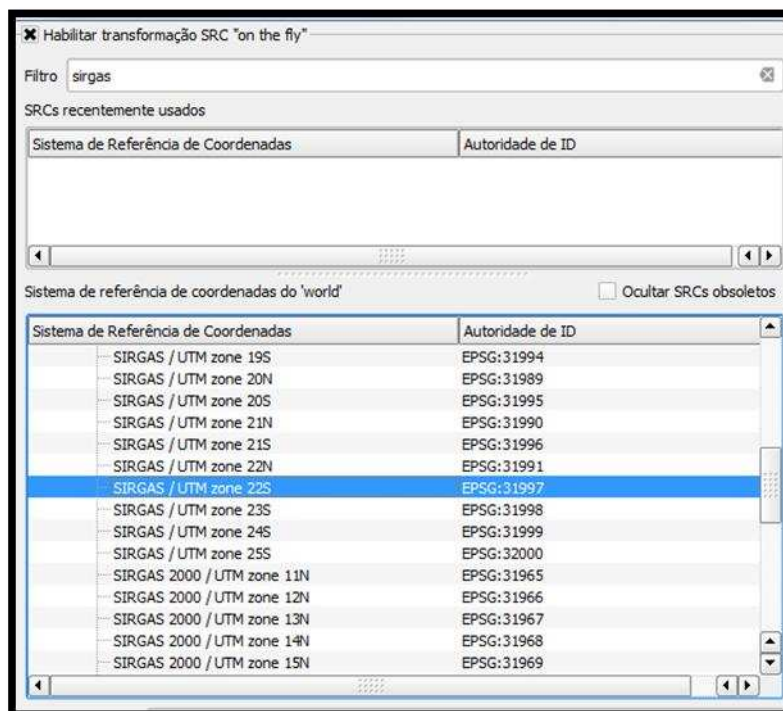 Habilitar transformação SRC "on the fly"
Filtro sirgas
SRCs recentemente usados
Sistema de Referência de Coordenadas Autoridade de ID
Sistema de referência de coordenadas do 'world' Ocultar SRCs obsoletos
Sistema de Referência de Coordenadas Autoridade de ID
SIRGAS / UTM zone 19S EPSG:31994
SIRGAS / UTM zone 20N EPSG:31989
SIRGAS / UTM zone 20S EPSG:31995
SIRGAS / UTM zone 21N EPSG:31990
SIRGAS / UTM zone 21S EPSG:31996
SIRGAS / UTM zone 22N EPSG:31991
SIRGAS / UTM zone 22S EPSG:31997
SIRGAS / UTM zone 23S EPSG:31998
SIRGAS / UTM zone 24S EPSG:31999
SIRGAS / UTM zone 25S EPSG:32000
SIRGAS 2000 / UTM zone 11N EPSG:31965
SIRGAS 2000 / UTM zone 12N EPSG:31966
SIRGAS 2000 / UTM zone 13N EPSG:31967
SIRGAS 2000 / UTM zone 14N EPSG:31968
SIRGAS 2000 / UTM zone 15N EPSG:31969